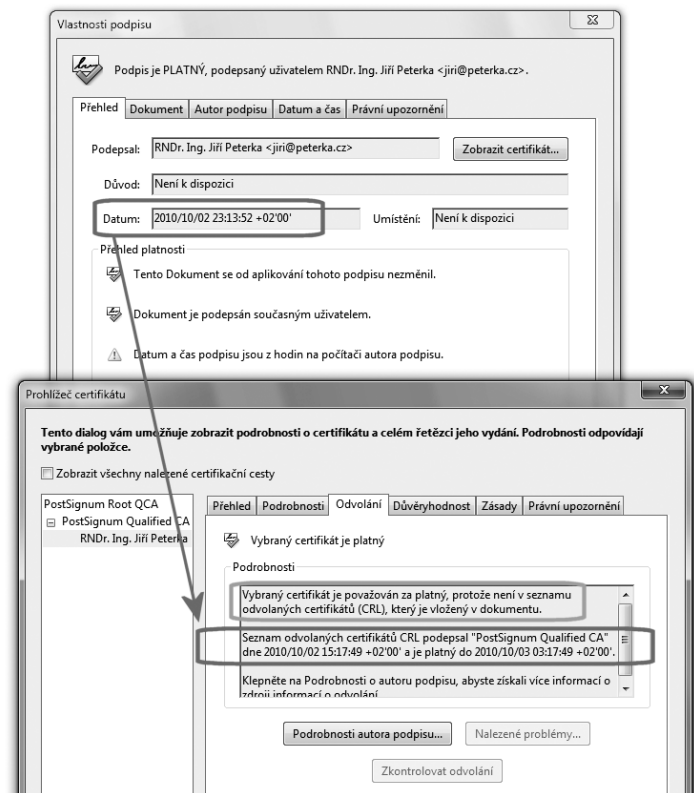 Vlastnosti podpisu
Podpis je PLATNÝ, podepsaný uživatelem RNDr. Ing. Jiří Peterka <jiri@peterka.cz>.
Přehled Dokument Autor podpisu Datum a čas Právní upozornění
Podepsal: RNDr. Ing. Jiří Peterka <jiri@peterka.cz> Zobrazit certifikát...
Důvod: Není k dispozici
Datum: 2010/10/02 23:13:52 +02'00' Umístění: Není k dispozici
Přehled platnosti
Tento Dokument se od aplikování tohoto podpisu nezměnil.
Dokument je podepsán současným uživatelem.
Datum a čas podpisu jsou z hodin na počítači autora podpisu.
Prohlížeč certifikátu
Tento dialog vám umožňuje zobrazit podrobnosti o certifikátu a celém řetězci jeho vydání. Podrobnosti odpovídají
vybrané položce.
Zobrazit všechny nalezené certifikační cesty
PostSignum Root QCA
PostSignum Qualified CA
RNDr. Ing. Jiří Peterka
Přehled Podrobnosti Odvolání Důvěryhodnost Zásady Právní upozornění
Vybraný certifikát je platný
Podrobnosti
Vybraný certifikát je považován za platný, protože není v seznamu
odvolaných certifikátů (CRL), který je vložený v dokumentu.
Seznam odvolaných certifikátů CRL podepsal "PostSignum Qualified CA"
dne 2010/10/02 15:17:49 +02'00' a je platný do 2010/10/03 03:17:49 +02'00'.
Klepněte na Podrobnosti o autoru podpisu, abyste získali více informací o
zdroji informací o odvolání
Podrobnosti autora podpisu... Nalezené problémy...
Zkontrolovat odvolání